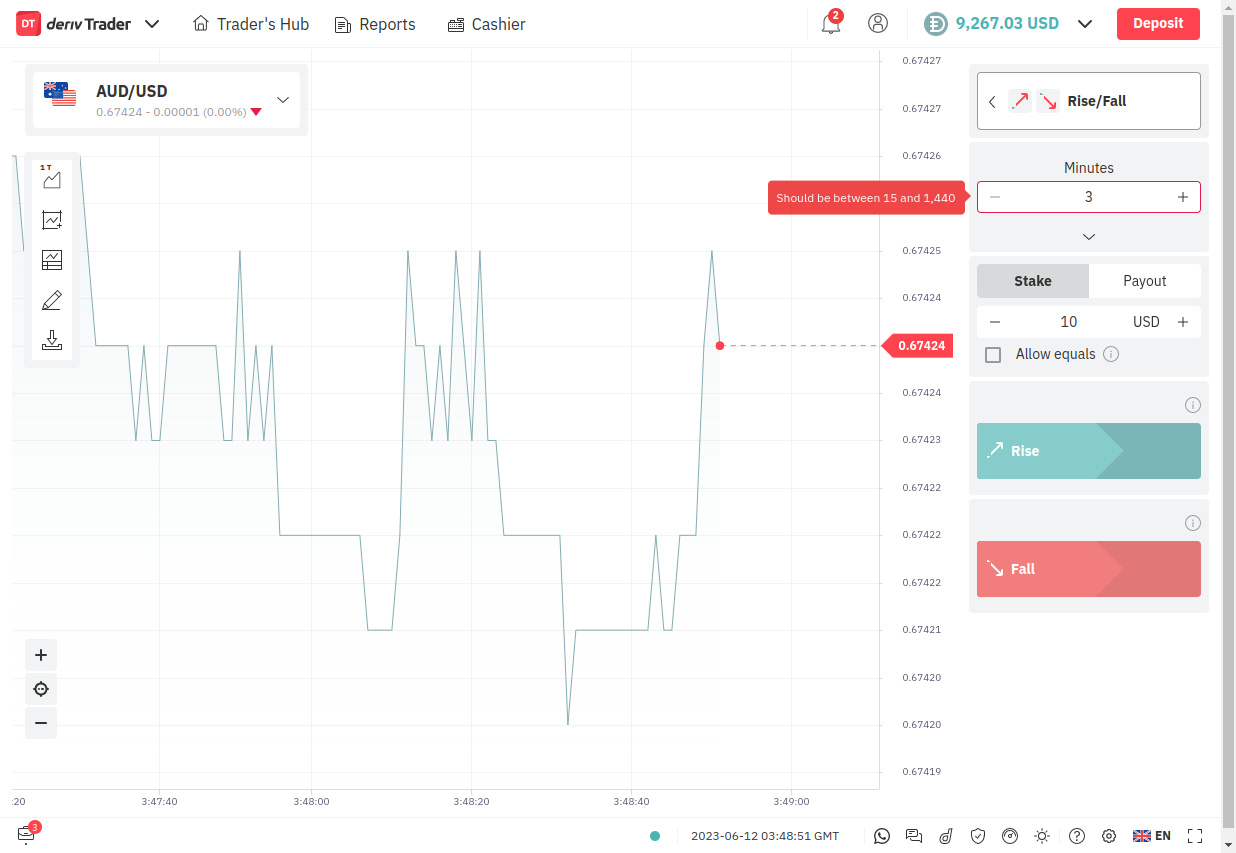 DT deriv Trader
Trader's Hub
Reports
Cashier
2
9,267.03 USD
Deposit
AUD/USD
0.67424 - 0.00001 (0.00%)
1 T
0.67427
0.67427
0.67426
0.67425
0.67424
0.67424
0.67424
0.67423
0.67422
0.67422
0.67422
0.67421
0.67420
0.67420
0.67419
:20
3:47:40
3:48:00
3:48:20
3:48:40
3:49:00
Rise/Fall
Minutes
Should be between 15 and 1,440
3
Stake
Payout
10
USD
Allow equals
Rise
Fall
3
2023-06-12 03:48:51 GMT
EN